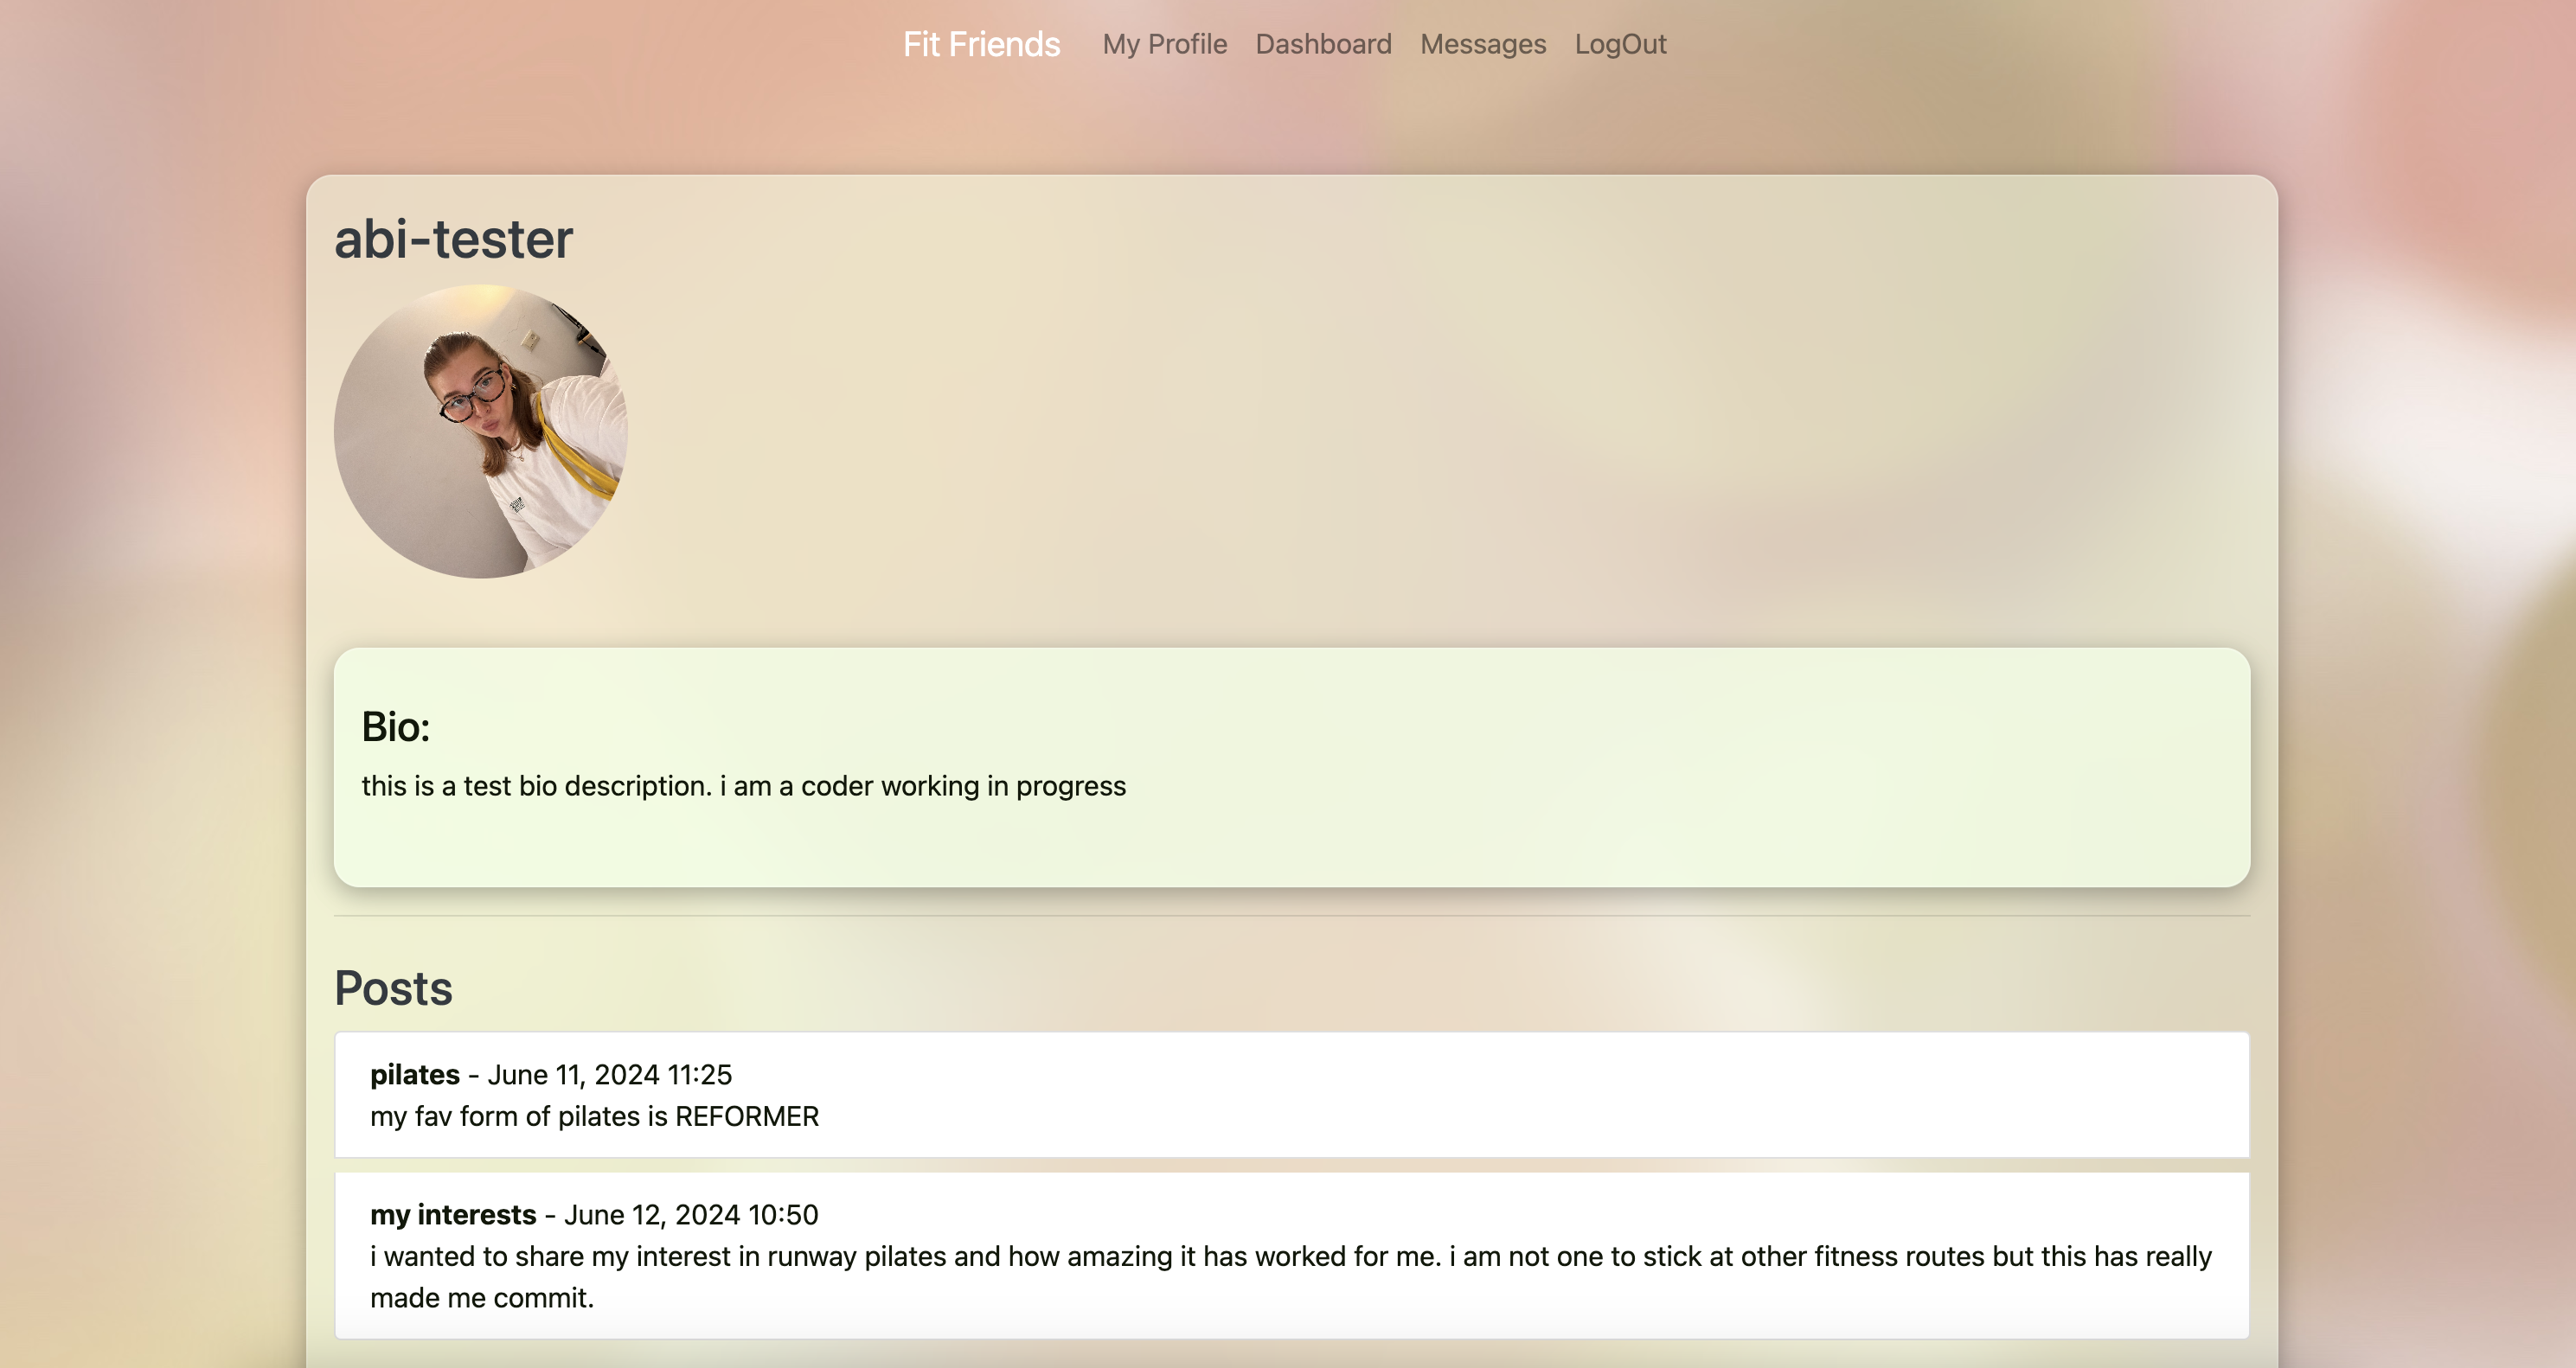 Fit Friends My Profile Dashboard Messages LogOut
abi-tester
Bio:
this is a test bio description. i am a coder working in progress
Posts
pilates - June 11, 2024 11:25
my fav form of pilates is REFORMER
my interests - June 12, 2024 10:50
i wanted to share my interest in runway pilates and how amazing it has worked for me. i am not one to stick at other fitness routes but this has really
made me commit.